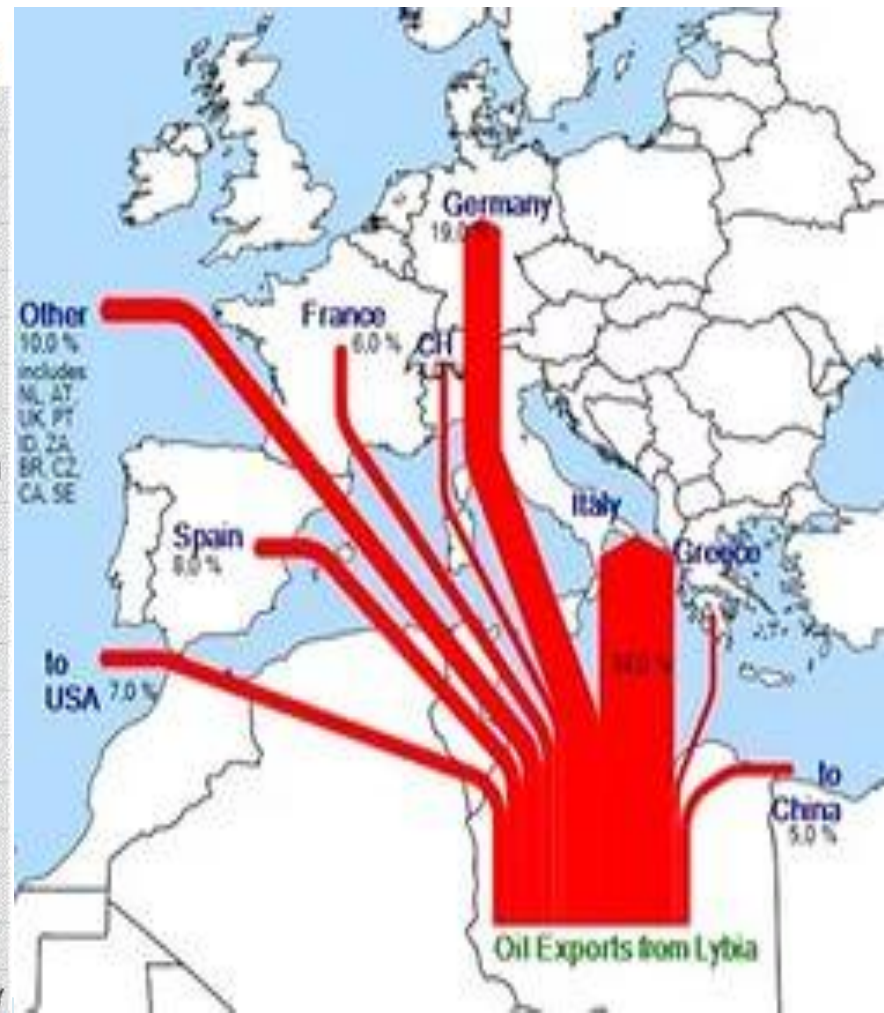 Germany
19,0
Other
10,0 %
includes
NL, AT,
UK, PT
ID, ZA,
BR, CZ,
CA, SE
France
6,0 %
CH
Spain
8,0 %
Italy
Greece
to
USA 7,0 %
to
China
5,0 %
Oil Exports from Lybia